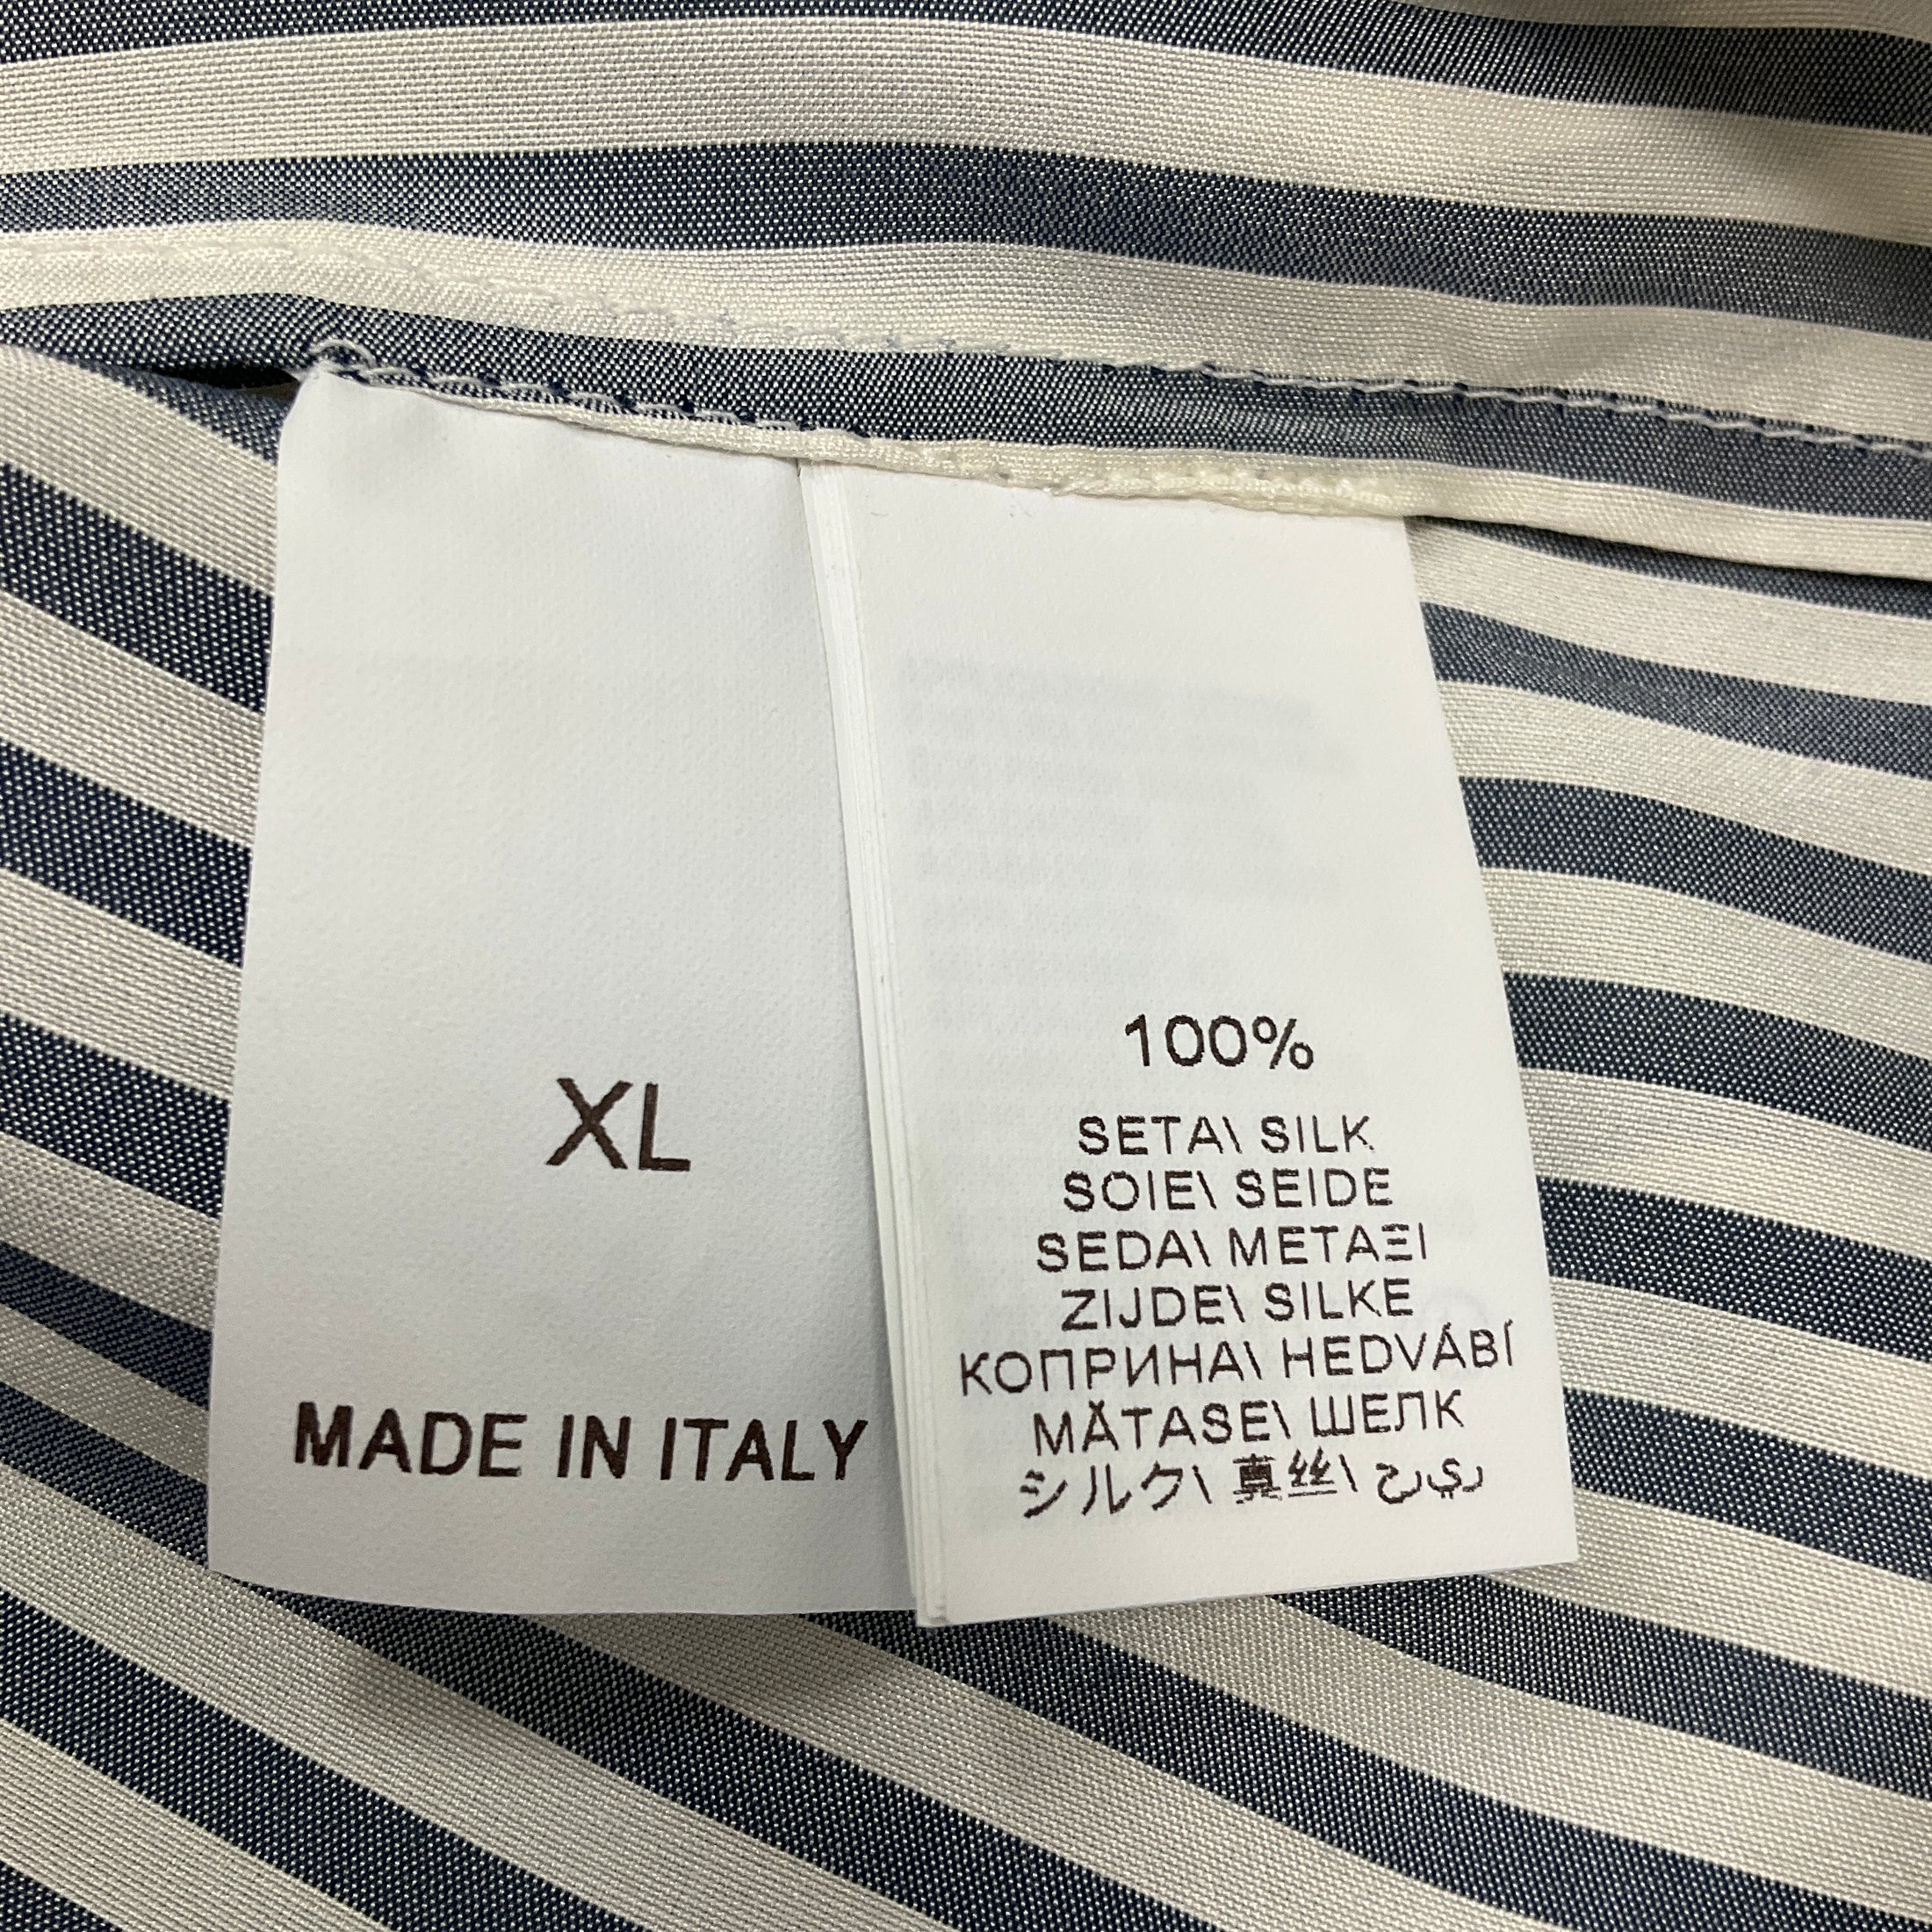 XL
MADE IN ITALY
100%
SETA\ SILK
SOIE\ SEIDE
SEDA\ ΜΕΤΑΞΙ
ZIJDE\ SILKE
КОПРИНА\ HEDVÁBÍ
MĂTASE\ ШЕЛК
シルク\ 真丝\